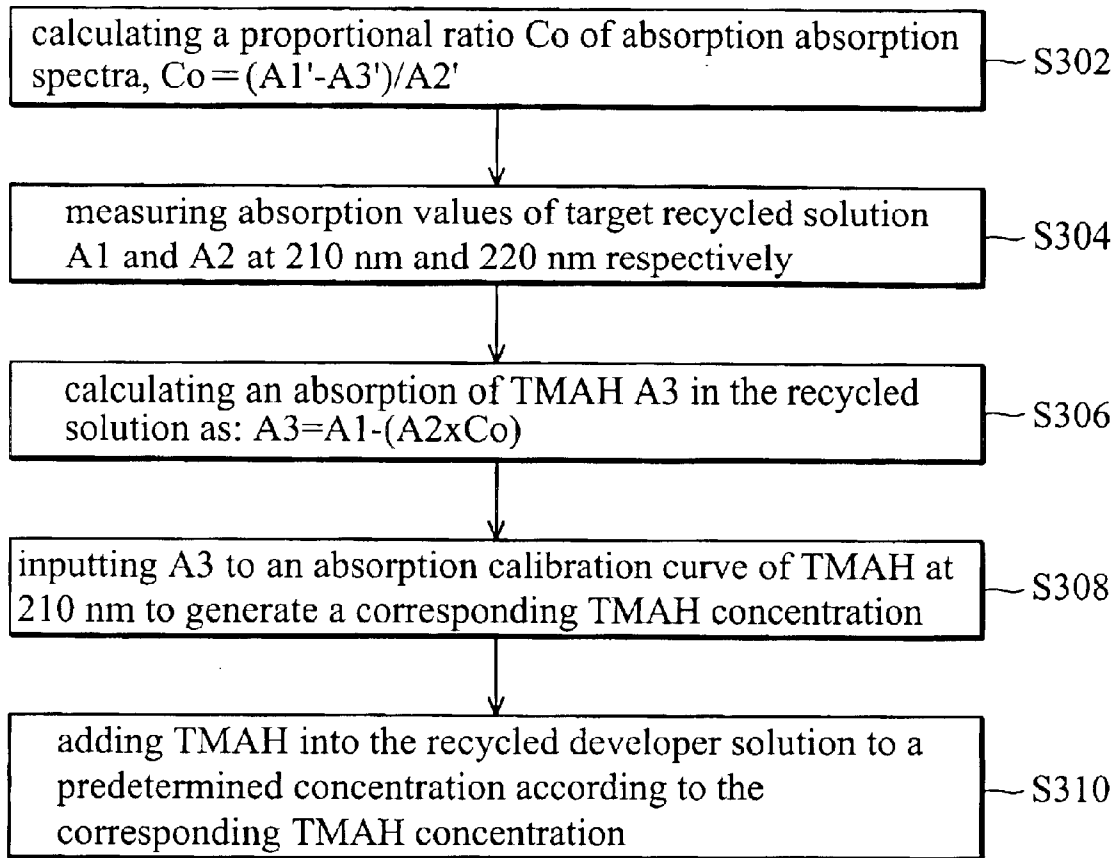 calculating a proportional ratio Co of absorption absorption
spectra, Co=(A1'-A3')/A2'
S302
measuring absorption values of target recycled solution
A1 and A2 at 210 nm and 220 nm respectively
S304
calculating an absorption of TMAH A3 in the recycled
solution as: A3=A1-(A2xCo)
S306
inputting A3 to an absorption calibration curve of TMAH at
210 nm to generate a corresponding TMAH concentration
S308
adding TMAH into the recycled developer solution to a
predetermined concentration according to the
corresponding TMAH concentration
S310